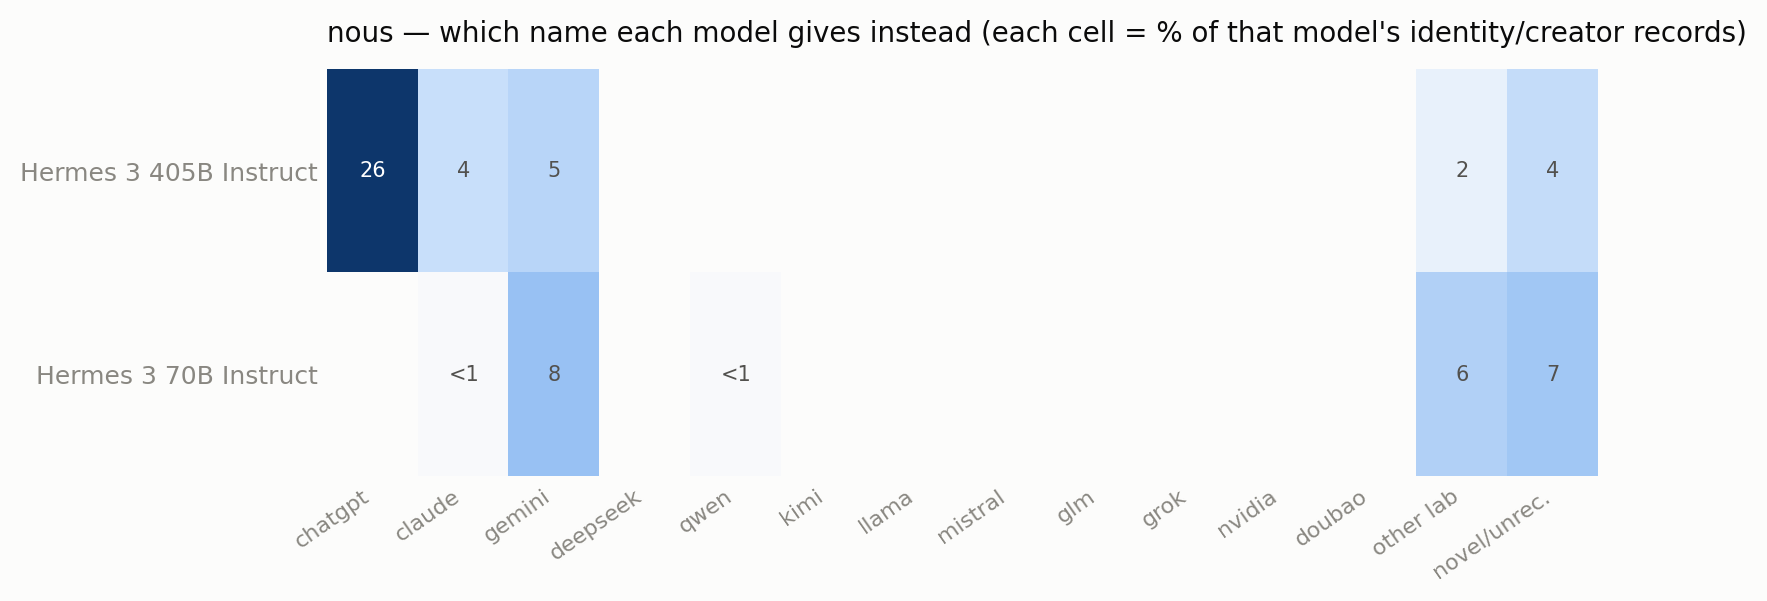 nous — which name each model gives instead (each cell = % of that model's identity/creator records)
Hermes 3 405B Instruct 26 4 5 2 4
Hermes 3 70B Instruct <1 8 <1 6 7
chatgpt claude gemini deepseek qwen kimi llama mistral glm grok nvidia doubao other lab novel/unrec.